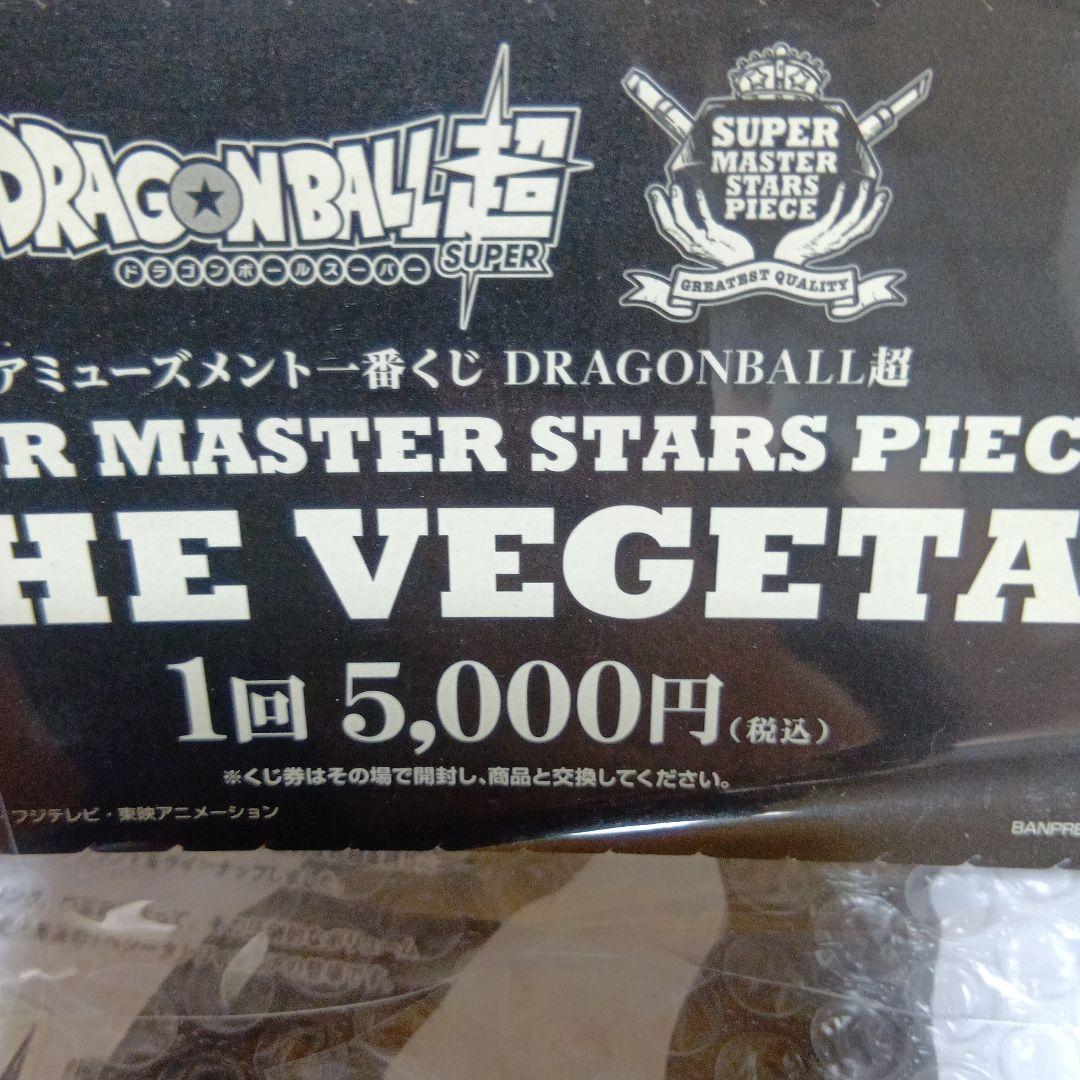 DRAGONBALL超
SUPER
ドラゴンボールスーパー
SUPER
MASTER
STARS
PIECE
GREATEST QUALITY
アミューズメント一番くじ DRAGONBALL超
ER MASTER STARS PIEC
HE VEGETA
1回 5,000円(税込)
※くじ券はその場で開封し、商品と交換してください。
フジテレビ・東映アニメーション
BANPRE